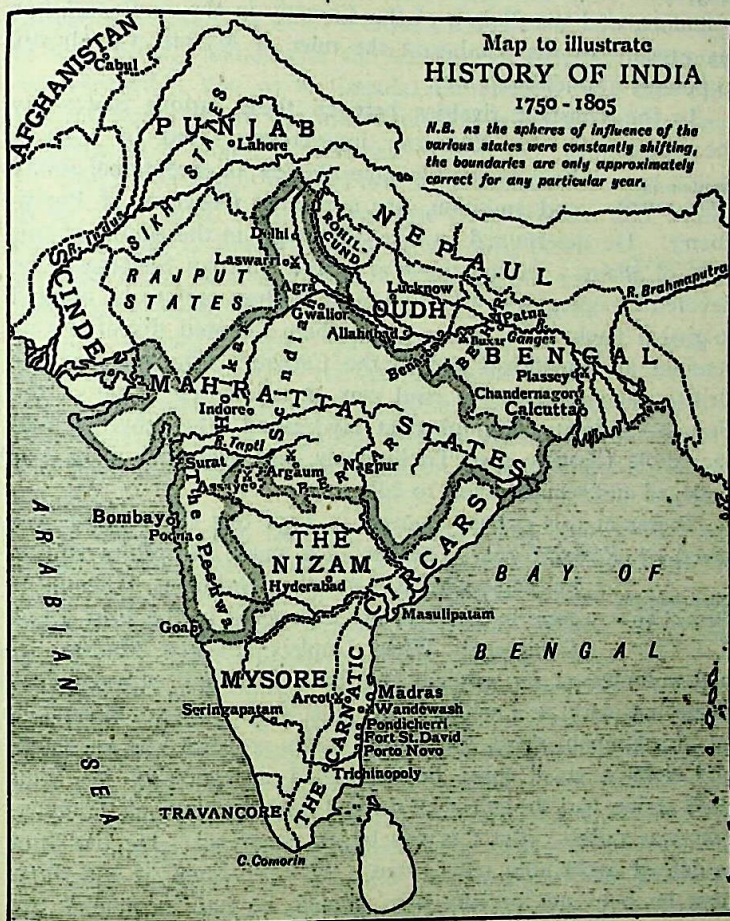 Map to illustrate
HISTORY OF INDIA
1750 - 1805
N.B. As the spheres of influence of the
various states were constantly shifting,
the boundaries are only approximately
correct for any particular year.
AFGHANISTAN
Cabul
PUNJAB
Lahore
SIKH STATES
R. Indus
SCINDE
RAJPUT
STATES
Delhi
ROHIL-
CUND
NEPAUL
Laswari
Agra
Gwalior
Lucknow
OUDH
Allahabad
Benares
BEHAR
Patna
Buxar
R. Ganges
R. Brahmaputra
BENGAL
Plassey
Chandernagore
Calcutta
MAHRATTA STATES
Holkar
Scindia
Indore
R. Tapti
Surat
Assaye
Argaum
Nagpur
BERAR
Bombay
Poona
The Peshwa
THE
NIZAM
Hyderabad
CIRCARS
Masulipatam
Goa
ARABIAN SEA
BAY OF
BENGAL
MYSORE
Arcot
Seringapatam
THE CARNATIC
Madras
Wandewash
Pondicherri
Fort St. David
Porto Novo
Trichinopoly
TRAVANCORE
C. Comorin